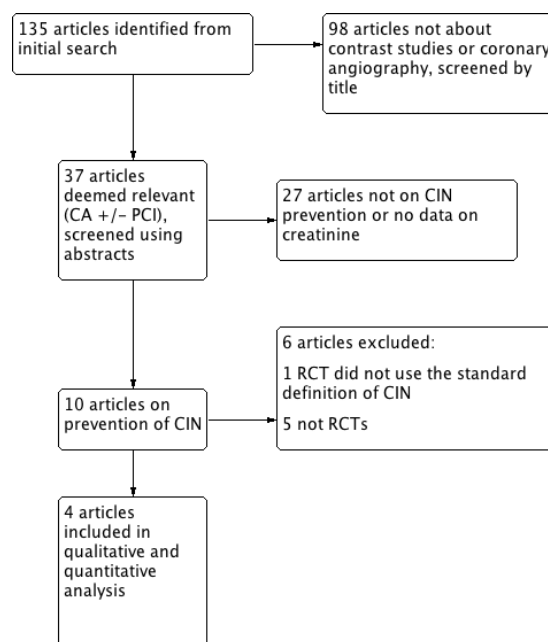 135 articles identified from
initial search
98 articles not about
contrast studies or coronary
angiography, screened by
title
37 articles
deemed relevant
(CA +/- PCI),
screened using
abstracts
27 articles not on CIN
prevention or no data on
creatinine
6 articles excluded:
1 RCT did not use the standard
definition of CIN
5 not RCTs
10 articles on
prevention of CIN
4 articles
included in
qualitative and
quantitative
analysis